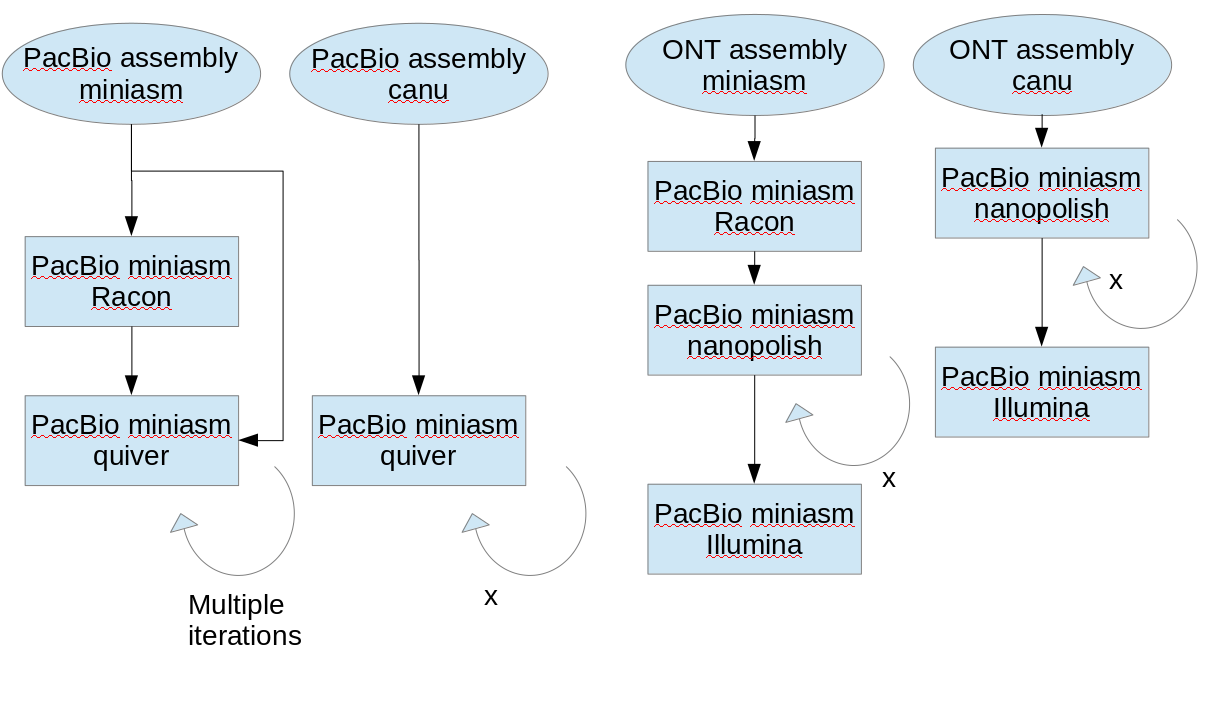 PacBio assembly
miniasm
PacBio miniasm
Racon
PacBio miniasm
quiver
Multiple
iterations
PacBio assembly
canu
PacBio miniasm
quiver
x
ONT assembly
miniasm
PacBio miniasm
Racon
PacBio miniasm
nanopolish
x
PacBio miniasm
Illumina
ONT assembly
canu
PacBio miniasm
nanopolish
x
PacBio miniasm
Illumina